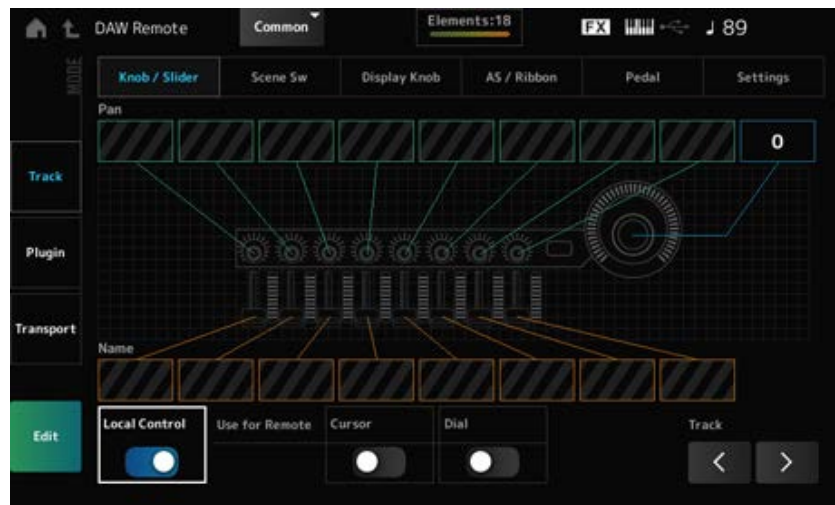 DAW Remote
Common
Elements:18
FX
♩ 89
MODE
Knob / Slider
Scene Sw
Display Knob
AS / Ribbon
Pedal
Settings
Pan
0
Track
Plugin
Transport
Name
Edit
Local Control
Use for Remote
Cursor
Dial
Track